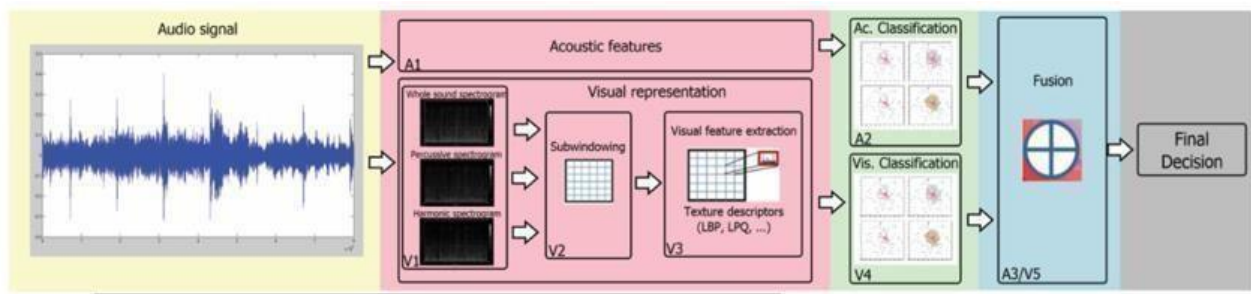 Audio signal
Acoustic features
A1
Visual representation
Whole sound spectrogram
Percussive spectrogram
Harmonic spectrogram
V1
Subwindowing
V2
Visual feature extraction
Texture descriptors
(LBP, LPQ, ...)
V3
Ac. Classification
A2
Vis. Classification
V4
Fusion
A3/V5
Final
Decision